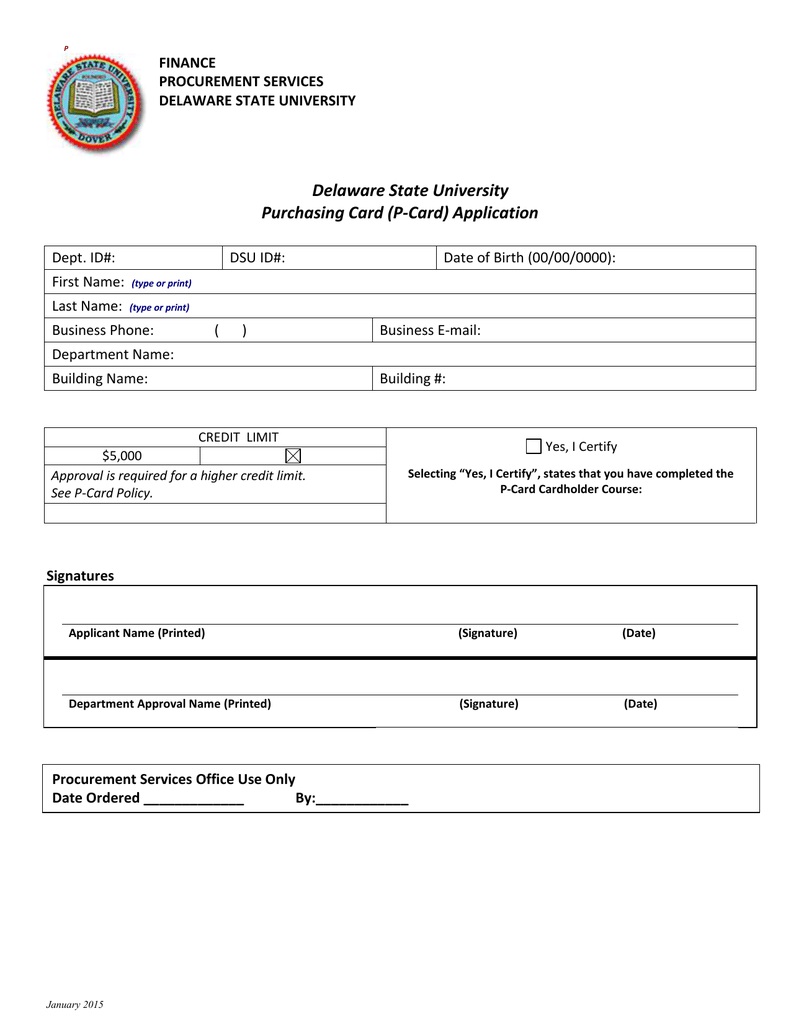 P
DELAWARE STATE UNIVERSITY
DOVER
FINANCE
PROCUREMENT SERVICES
DELAWARE STATE UNIVERSITY
Delaware State University
Purchasing Card (P-Card) Application
Dept. ID#: DSU ID#: Date of Birth (00/00/0000):
First Name: (type or print)
Last Name: (type or print)
Business Phone: ( ) Business E-mail:
Department Name:
Building Name: Building #:
CREDIT LIMIT
$5,000
Approval is required for a higher credit limit.
See P-Card Policy.
Yes, I Certify
Selecting “Yes, I Certify”, states that you have completed the
P-Card Cardholder Course:
Signatures
Applicant Name (Printed) (Signature) (Date)
Department Approval Name (Printed) (Signature) (Date)
Procurement Services Office Use Only
Date Ordered _____________ By:____________
January 2015